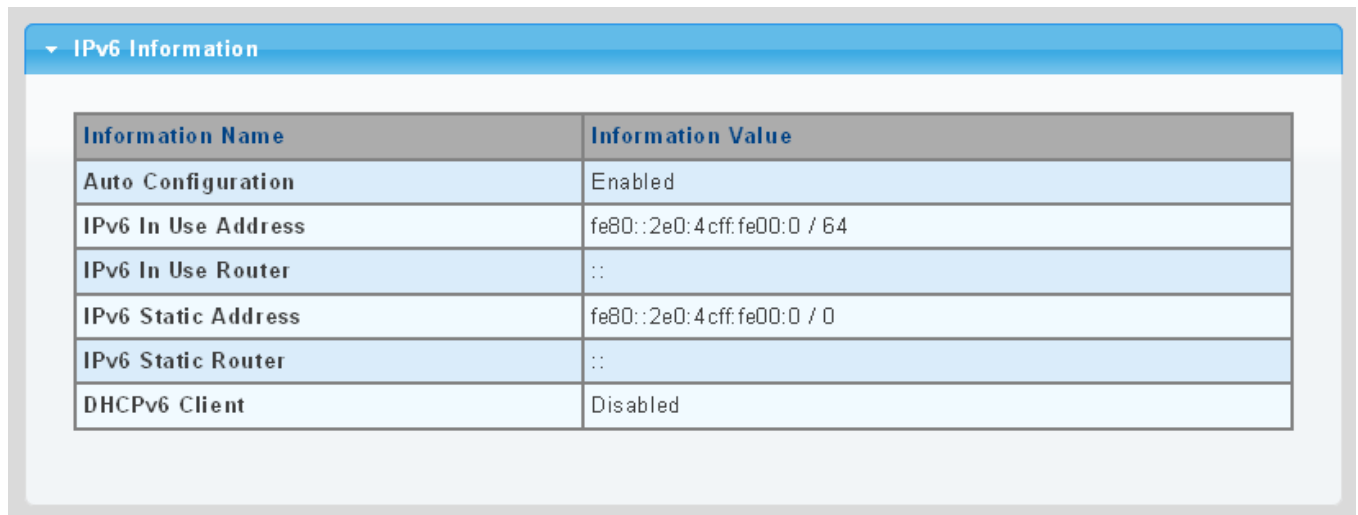 IPv6 Information
Information Name Information Value
Auto Configuration Enabled
IPv6 In Use Address fe80::2e0:4cff:fe00:0 / 64
IPv6 In Use Router ::
IPv6 Static Address fe80::2e0:4cff:fe00:0 / 0
IPv6 Static Router ::
DHCPv6 Client Disabled